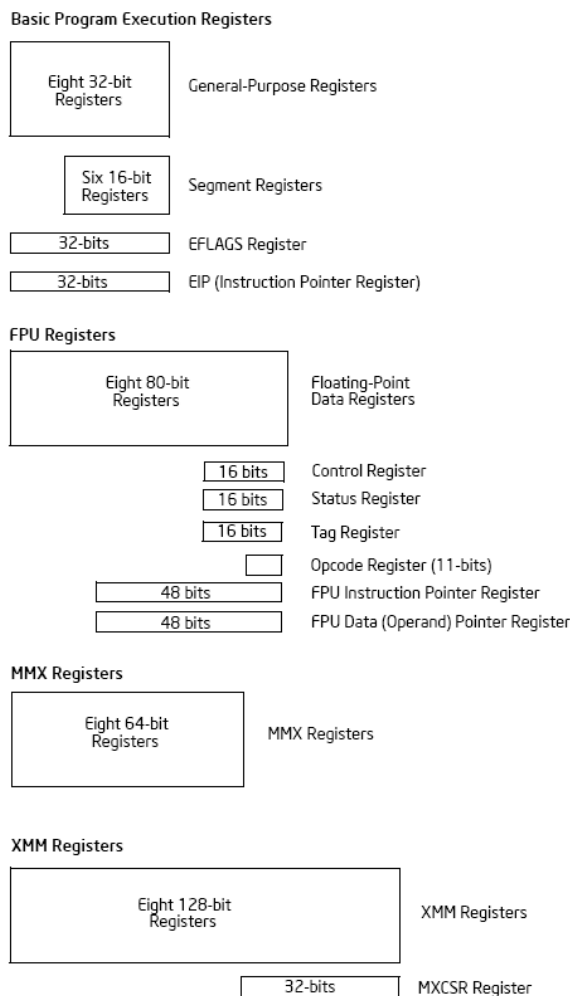 Basic Program Execution Registers
Eight 32-bit
Registers
General-Purpose Registers
Six 16-bit
Registers
Segment Registers
32-bits
EFLAGS Register
32-bits
EIP (Instruction Pointer Register)
FPU Registers
Eight 80-bit
Registers
Floating-Point
Data Registers
16 bits
Control Register
16 bits
Status Register
16 bits
Tag Register
Opcode Register (11-bits)
48 bits
FPU Instruction Pointer Register
48 bits
FPU Data (Operand) Pointer Register
MMX Registers
Eight 64-bit
Registers
MMX Registers
XMM Registers
Eight 128-bit
Registers
XMM Registers
32-bits
MXCSR Register